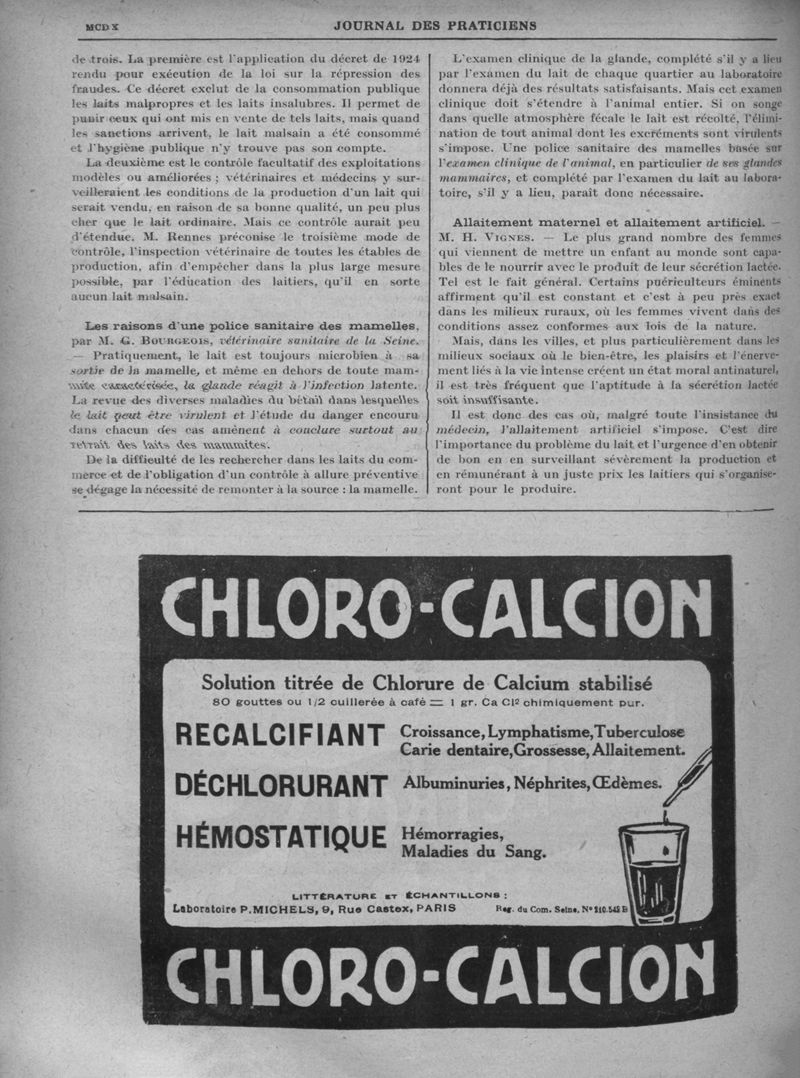 MCDX
JOURNAL DES PRATICIENS
de trois. La première est l'application du décret de 1924
rendu pour exécution de la loi sur la répression des
fraudes. Ce décret exclut de la consommation publique
les laits malpropres et les laits insalubres. Il permet de
punir ceux qui ont mis en vente de tels laits, mais quand
les sanctions arrivent, le lait malsain a été consommé
et l'hygiène publique n'y trouve pas son compte.
La deuxième est le contrôle facultatif des exploitations
modèles ou améliorées ; vétérinaires et médecins y sur-
veilleraient les conditions de la production d'un lait qui
serait vendu, en raison de sa bonne qualité, un peu plus
cher que le lait ordinaire. Mais ce contrôle aurait peu
d'étendue. M. Rennes préconise le troisième mode de
contrôle, l'inspection vétérinaire de toutes les étables de
production, afin d'empêcher dans la plus large mesure
possible, par l'éducation des laitiers, qu'il en sorte
aucun lait malsain.
Les raisons d'une police sanitaire des mamelles,
par M. G. BOURGEOIS, vétérinaire sanitaire de la Seine.
— Pratiquement, le lait est toujours microbien à sa
sortie de la mamelle, et même en dehors de toute mam-
mite caractérisée, la glande réagit à l'infection latente.
La revue des diverses maladies du bétail dans lesquelles
le lait peut être virulent et l'étude du danger encouru
dans chacun des cas amènent à conclure surtout au
retrait des laits des mammites.
De la difficulté de les rechercher dans les laits du com-
merce et de l'obligation d'un contrôle à allure préventive
se dégage la nécessité de remonter à la source : la mamelle.
L'examen clinique de la glande, complété s'il y a lieu
par l'examen du lait de chaque quartier au laboratoire
donnera déjà des résultats satisfaisants. Mais cet examen
clinique doit s'étendre à l'animal entier. Si on songe
dans quelle atmosphère fécale le lait est récolté, l'élimi-
nation de tout animal dont les excréments sont virulents
s'impose. Une police sanitaire des mamelles basée sur
l'examen clinique de l'animal, en particulier de ses glandes
mammaires, et complété par l'examen du lait au labora-
toire, s'il y a lieu, paraît donc nécessaire.
Allaitement maternel et allaitement artificiel. —
M. H. VIGNES. — Le plus grand nombre des femmes
qui viennent de mettre un enfant au monde sont capa-
bles de le nourrir avec le produit de leur sécrétion lactée.
Tel est le fait général. Certains puériculteurs éminents
affirment qu'il est constant et c'est à peu près exact
dans les milieux ruraux, où les femmes vivent dans des
conditions assez conformes aux lois de la nature.
Mais, dans les villes, et plus particulièrement dans les
milieux sociaux où le bien-être, les plaisirs et l'énerve-
ment liés à la vie intense créent un état moral antinaturel,
il est très fréquent que l'aptitude à la sécrétion lactée
soit insuffisante.
Il est donc des cas où, malgré toute l'insistance du
médecin, l'allaitement artificiel s'impose. C'est dire
l'importance du problème du lait et l'urgence d'en obtenir
de bon en en surveillant sévèrement la production et
en rémunérant à un juste prix les laitiers qui s'organise-
ront pour le produire.
CHLORO-CALCION
Solution titrée de Chlorure de Calcium stabilisé
80 gouttes ou 1/2 cuillerée à café = 1 gr. Ca Cl² chimiquement pur.
RECALCIFIANT
Croissance, Lymphatisme, Tuberculose
Carie dentaire, Grossesse, Allaitement.
DÉCHLORURANT
Albuminuries, Néphrites, Œdèmes.
HÉMOSTATIQUE
Hémorragies,
Maladies du Sang.
LITTÉRATURE ET ÉCHANTILLONS :
Laboratoire P. MICHELS, 9, Rue Castex, PARIS
Reg. du Com. Seine, N° 210.542 B
CHLORO-CALCION